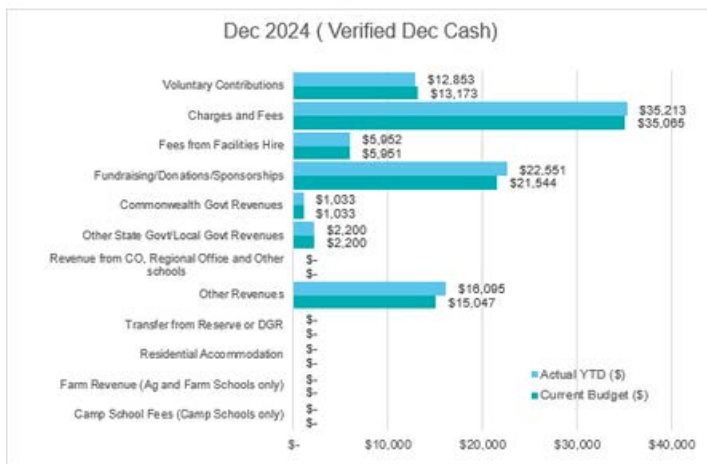 Dec 2024 ( Verified Dec Cash)
Voluntary Contributions
$12,853
$13,173
Charges and Fees
$35,213
$35,065
Fees from Facilities Hire
$5,952
$5,951
Fundraising/Donations/Sponsorships
$22,551
$21,544
Commonwealth Govt Revenues
$1,033
$1,033
Other State Govt/Local Govt Revenues
$2,200
$2,200
Revenue from CO, Regional Office and Other
schools
$-
$-
Other Revenues
$16,095
$15,047
Transfer from Reserve or DGR
$-
$-
Residential Accommodation
$-
$-
Farm Revenue (Ag and Farm Schools only)
$-
$-
Camp School Fees (Camp Schools only)
$-
$-
Actual YTD ($)
Current Budget ($)
$-
$10,000
$20,000
$30,000
$40,000